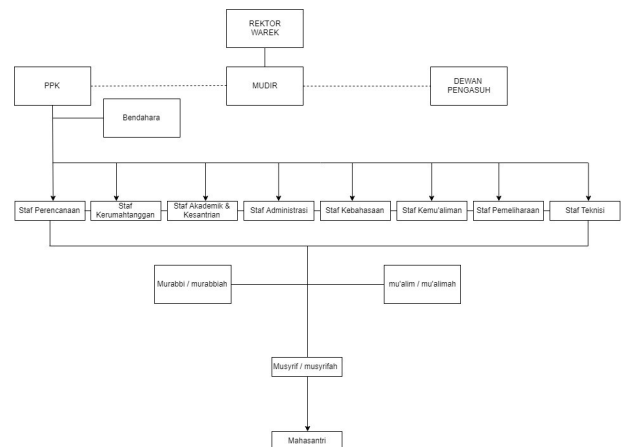 REKTOR
WAREK
PPK
MUDIR
DEWAN
PENGASUH
Bendahara
Staf Perencanaan
Staf
Kerumahtanggan
Staf Akademik &
Kesantrian
Staf Administrasi
Staf Kebahasaan
Staf Kemu'aliman
Staf Pemeliharaan
Staf Teknisi
Murabbi / murabbiah
mu'alim / mu'alimah
Musyrif / musyrifah
Mahasantri